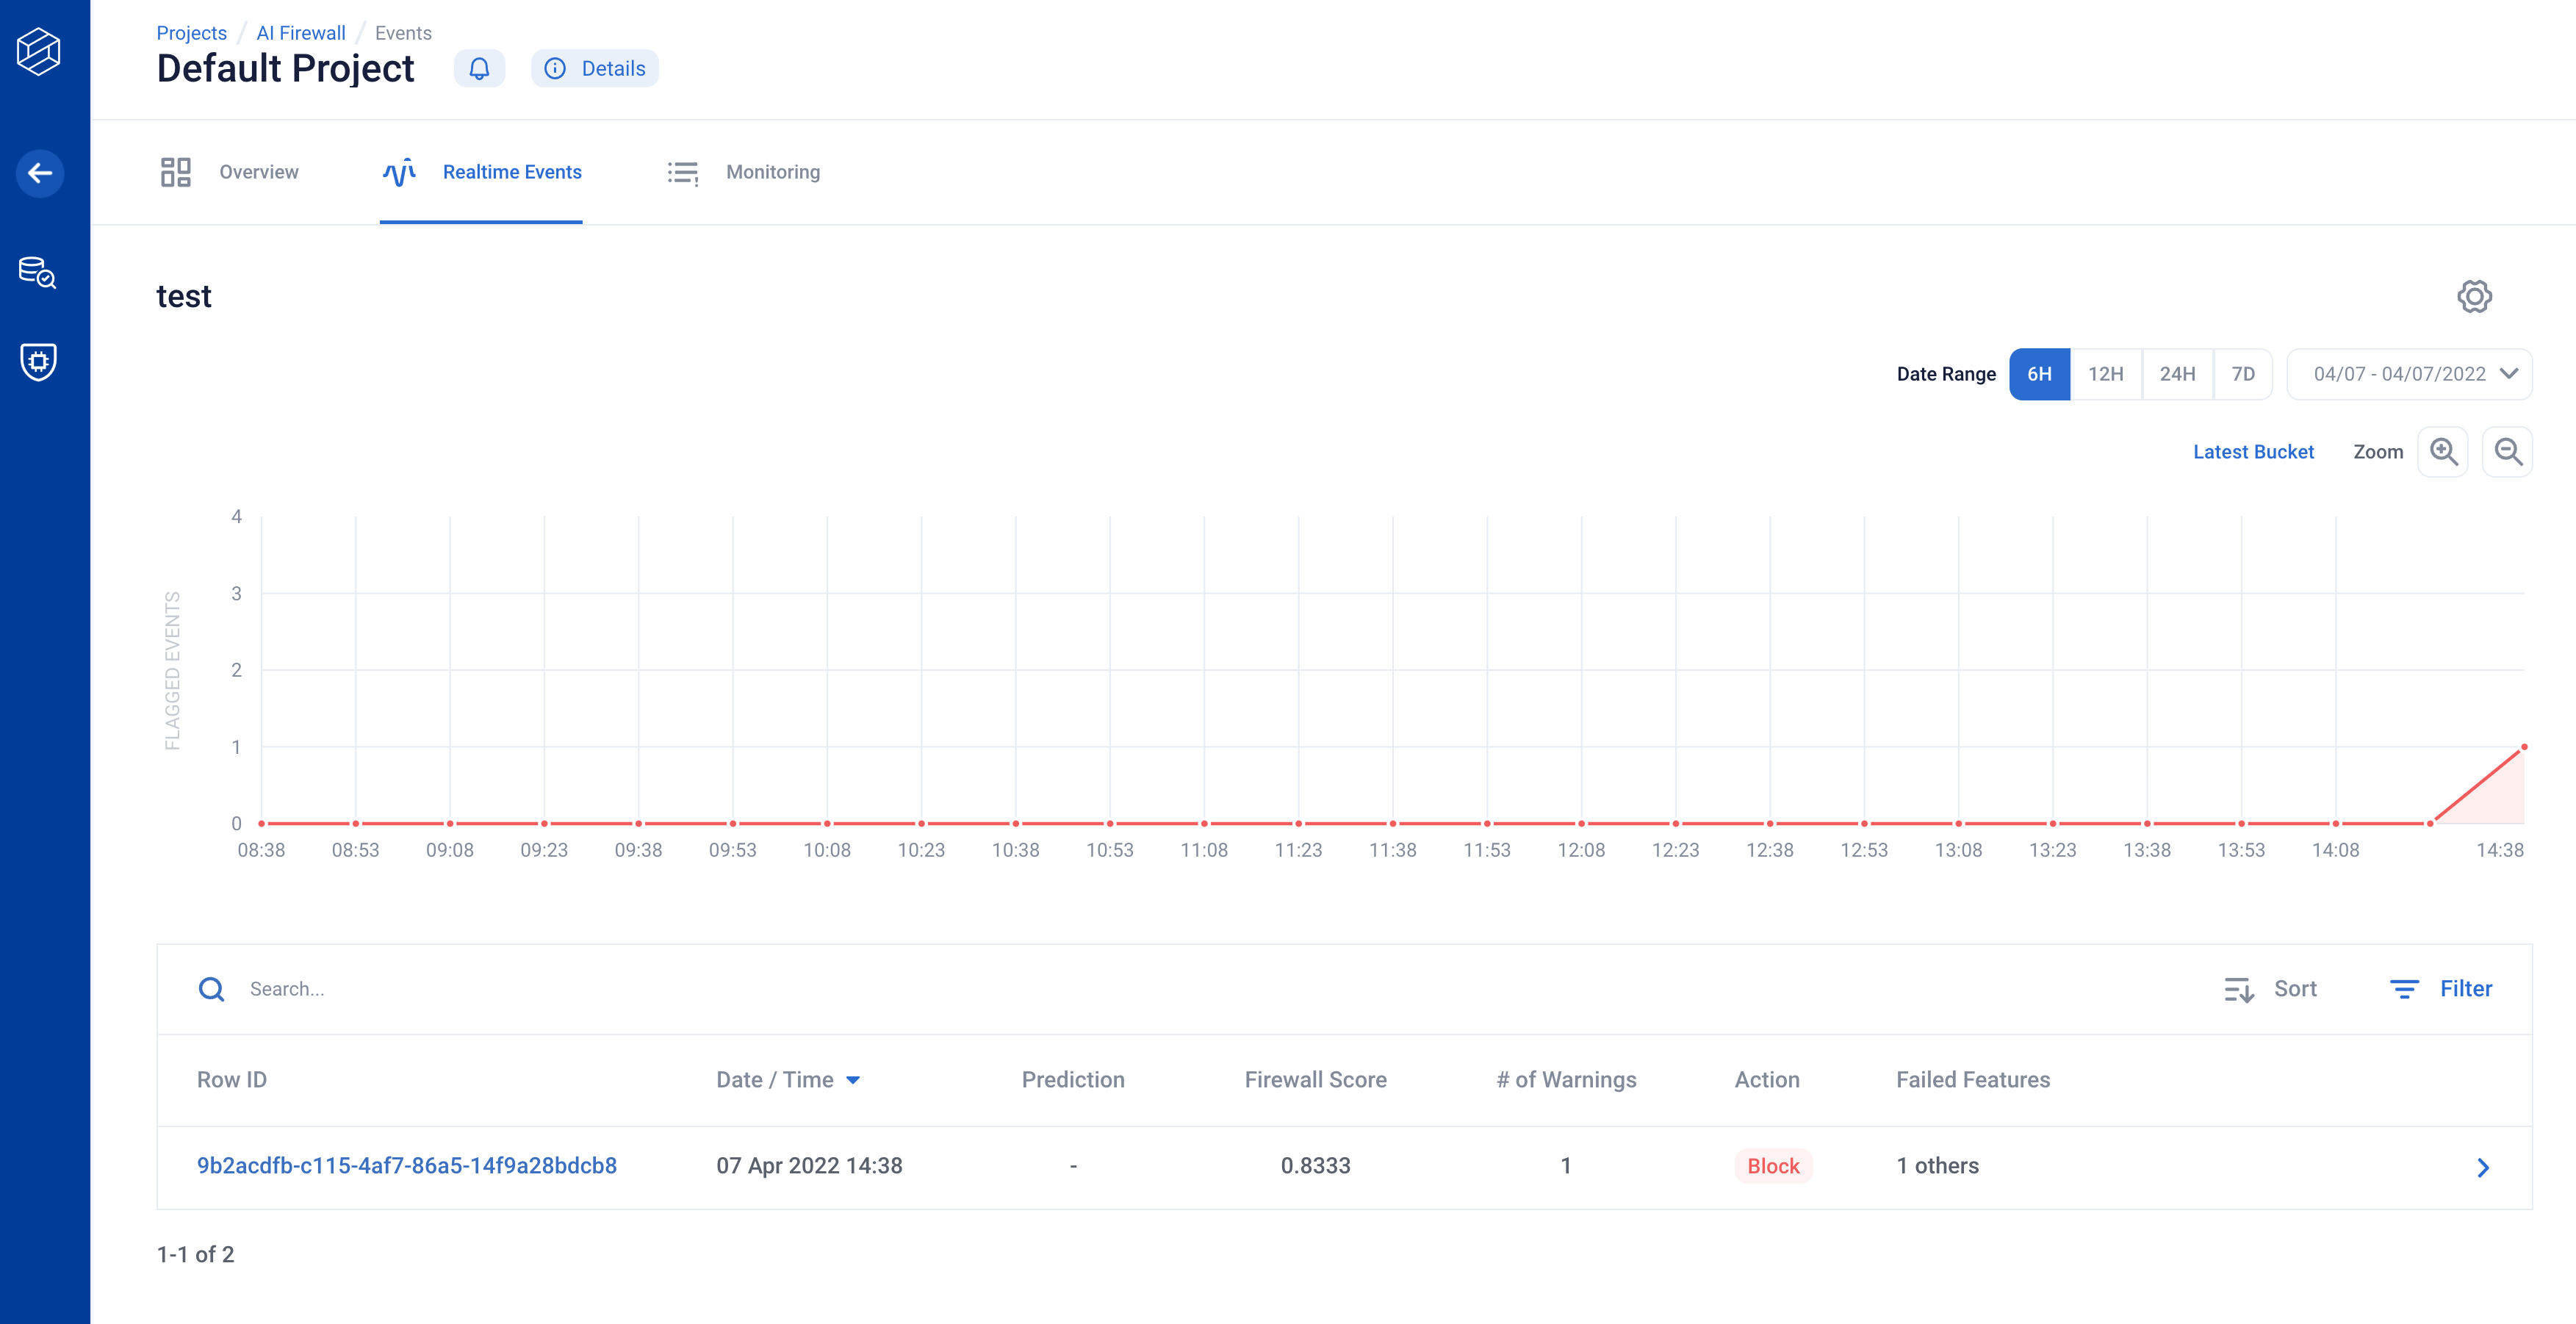 Projects / AI Firewall / Events
Default Project
Details
Overview Realtime Events Monitoring
test
Date Range 6H 12H 24H 7D 04/07 - 04/07/2022
Latest Bucket Zoom
FLAGGED EVENTS
4
3
2
1
0
08:38 08:53 09:08 09:23 09:38 09:53 10:08 10:23 10:38 10:53 11:08 11:23 11:38 11:53 12:08 12:23 12:38 12:53 13:08 13:23 13:38 13:53 14:08 14:38
Search... Sort Filter
Row ID Date / Time Prediction Firewall Score # of Warnings Action Failed Features
9b2acdfb-c115-4af7-86a5-14f9a28bdcb8 07 Apr 2022 14:38 - 0.8333 1 Block 1 others
1-1 of 2